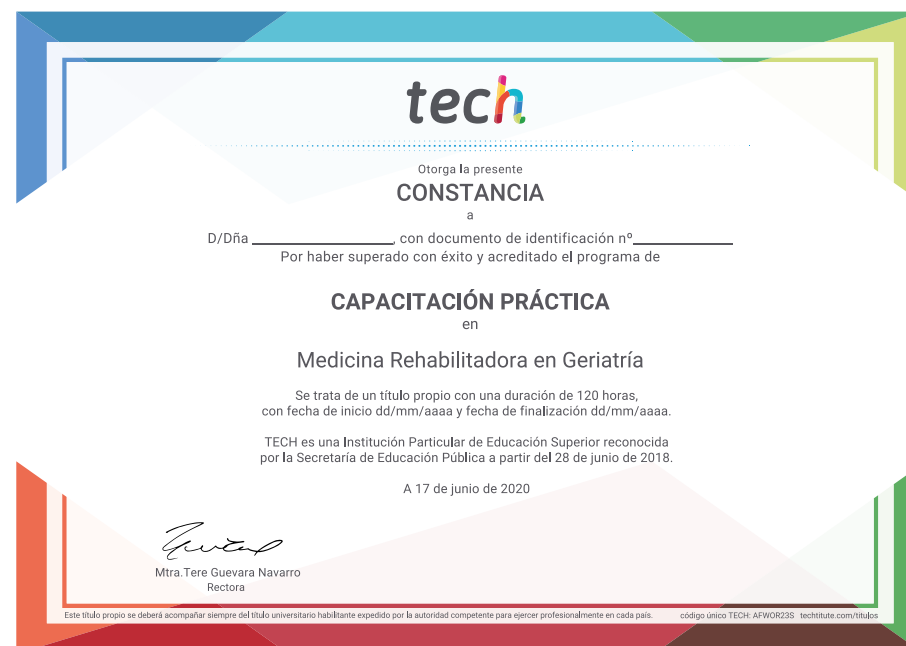 tech
Otorga la presente
CONSTANCIA
a
D/Dña ____________________, con documento de identificación nº______________
Por haber superado con éxito y acreditado el programa de
CAPACITACIÓN PRÁCTICA
en
Medicina Rehabilitadora en Geriatría
Se trata de un título propio con una duración de 120 horas,
con fecha de inicio dd/mm/aaaa y fecha de finalización dd/mm/aaaa.
TECH es una Institución Particular de Educación Superior reconocida
por la Secretaría de Educación Pública a partir del 28 de junio de 2018.
A 17 de junio de 2020
Mtra.Tere Guevara Navarro
Rectora
Este título propio se deberá acompañar siempre del título universitario habilitante expedido por la autoridad competente para ejercer profesionalmente en cada país. código único TECH: AFWOR23S techtitute.com/titulos